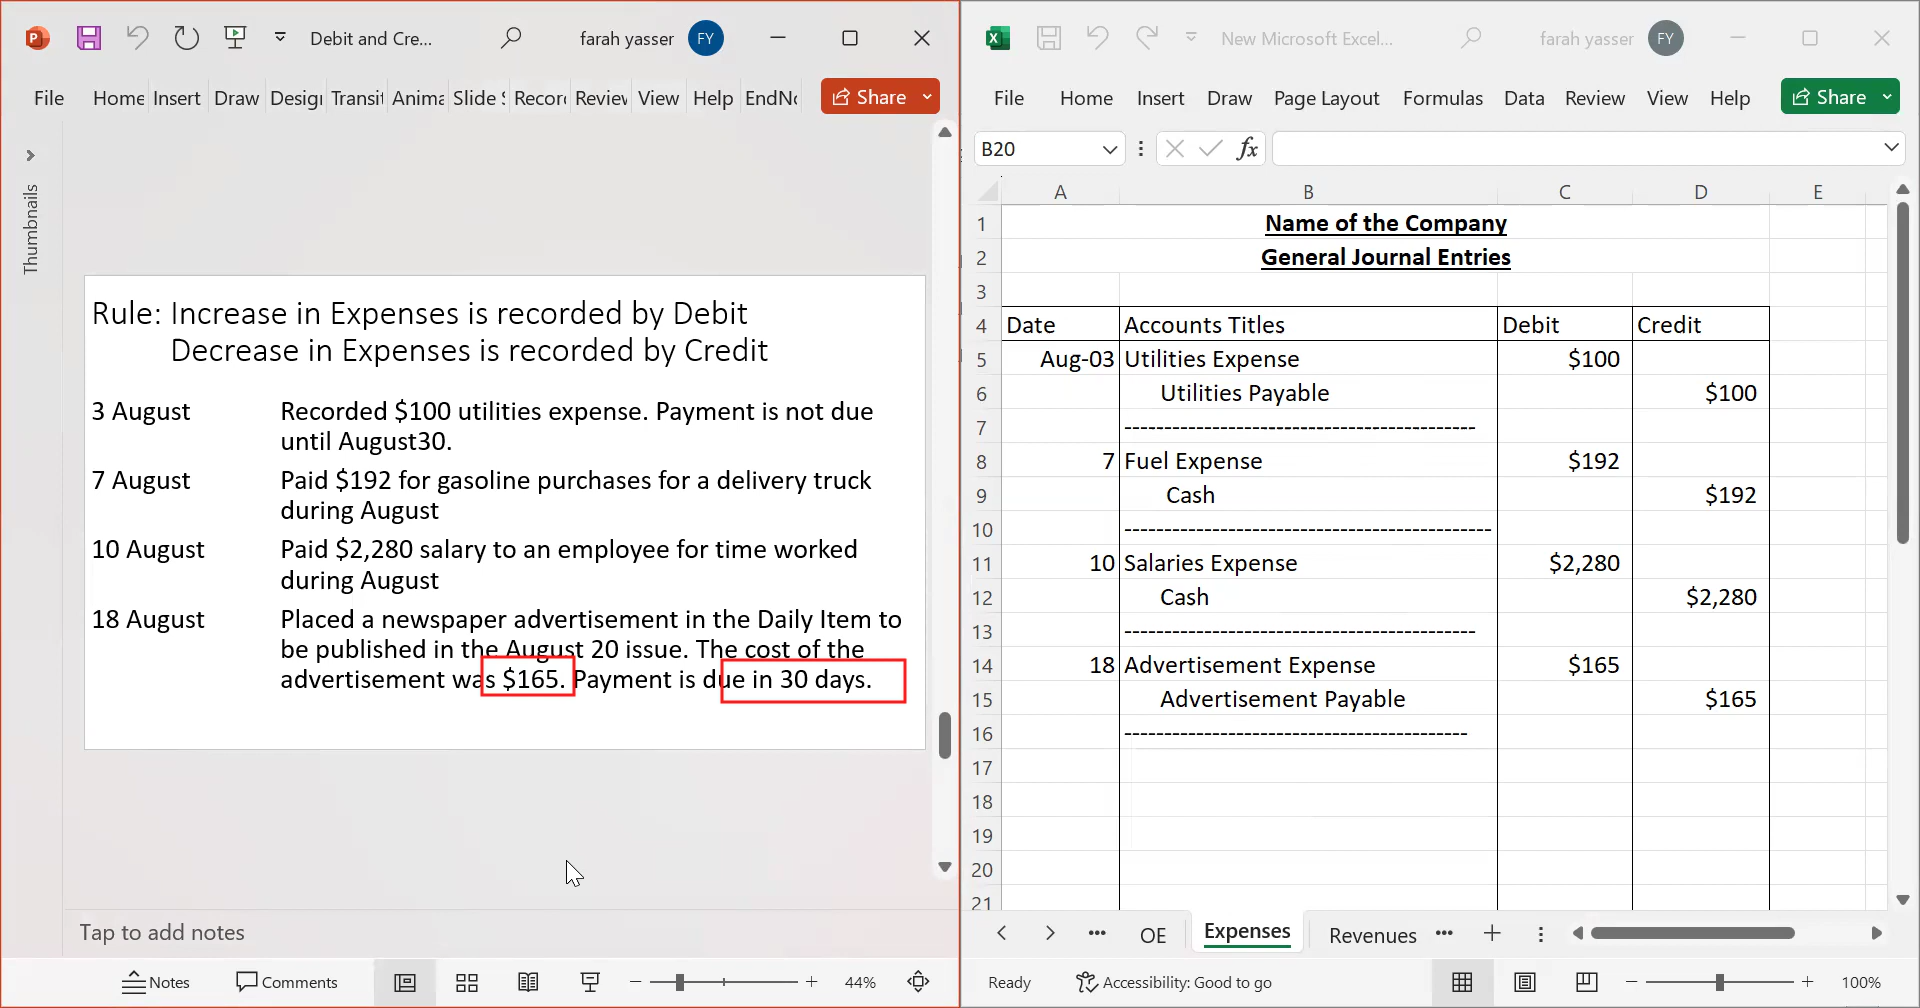 Debit and Cre...
farah yasser
FY
File
Home
Insert
Draw
Transit
Slide S
Review
View
Help
Share
Thumbnails
Rule: Increase in Expenses is recorded by Debit
Decrease in Expenses is recorded by Credit
3 August Recorded $100 utilities expense. Payment is not due
until August30.
7 August Paid $192 for gasoline purchases for a delivery truck
during August
10 August Paid $2,280 salary to an employee for time worked
during August
18 August Placed a newspaper advertisement in the Daily Item to
be published in the August 20 issue. The cost of the
advertisement was $165. Payment is due in 30 days.
Tap to add notes
Notes
Comments
44%
New Microsoft Excel...
farah yasser
FY
File Home Insert Draw Page Layout Formulas Data Review View Help
Share
B20
fx
A B C D E
1 Name of the Company
2 General Journal Entries
3
4 Date Accounts Titles Debit Credit
5 Aug-03 Utilities Expense $100
6 Utilities Payable $100
7 --------------------------------------------
8 7 Fuel Expense $192
9 Cash $192
10 ----------------------------------------------
11 10 Salaries Expense $2,280
12 Cash $2,280
13 --------------------------------------------
14 18 Advertisement Expense $165
15 Advertisement Payable $165
16 -------------------------------------------
17
18
19
20
21
OE Expenses Revenues
Ready
Accessibility: Good to go
100%